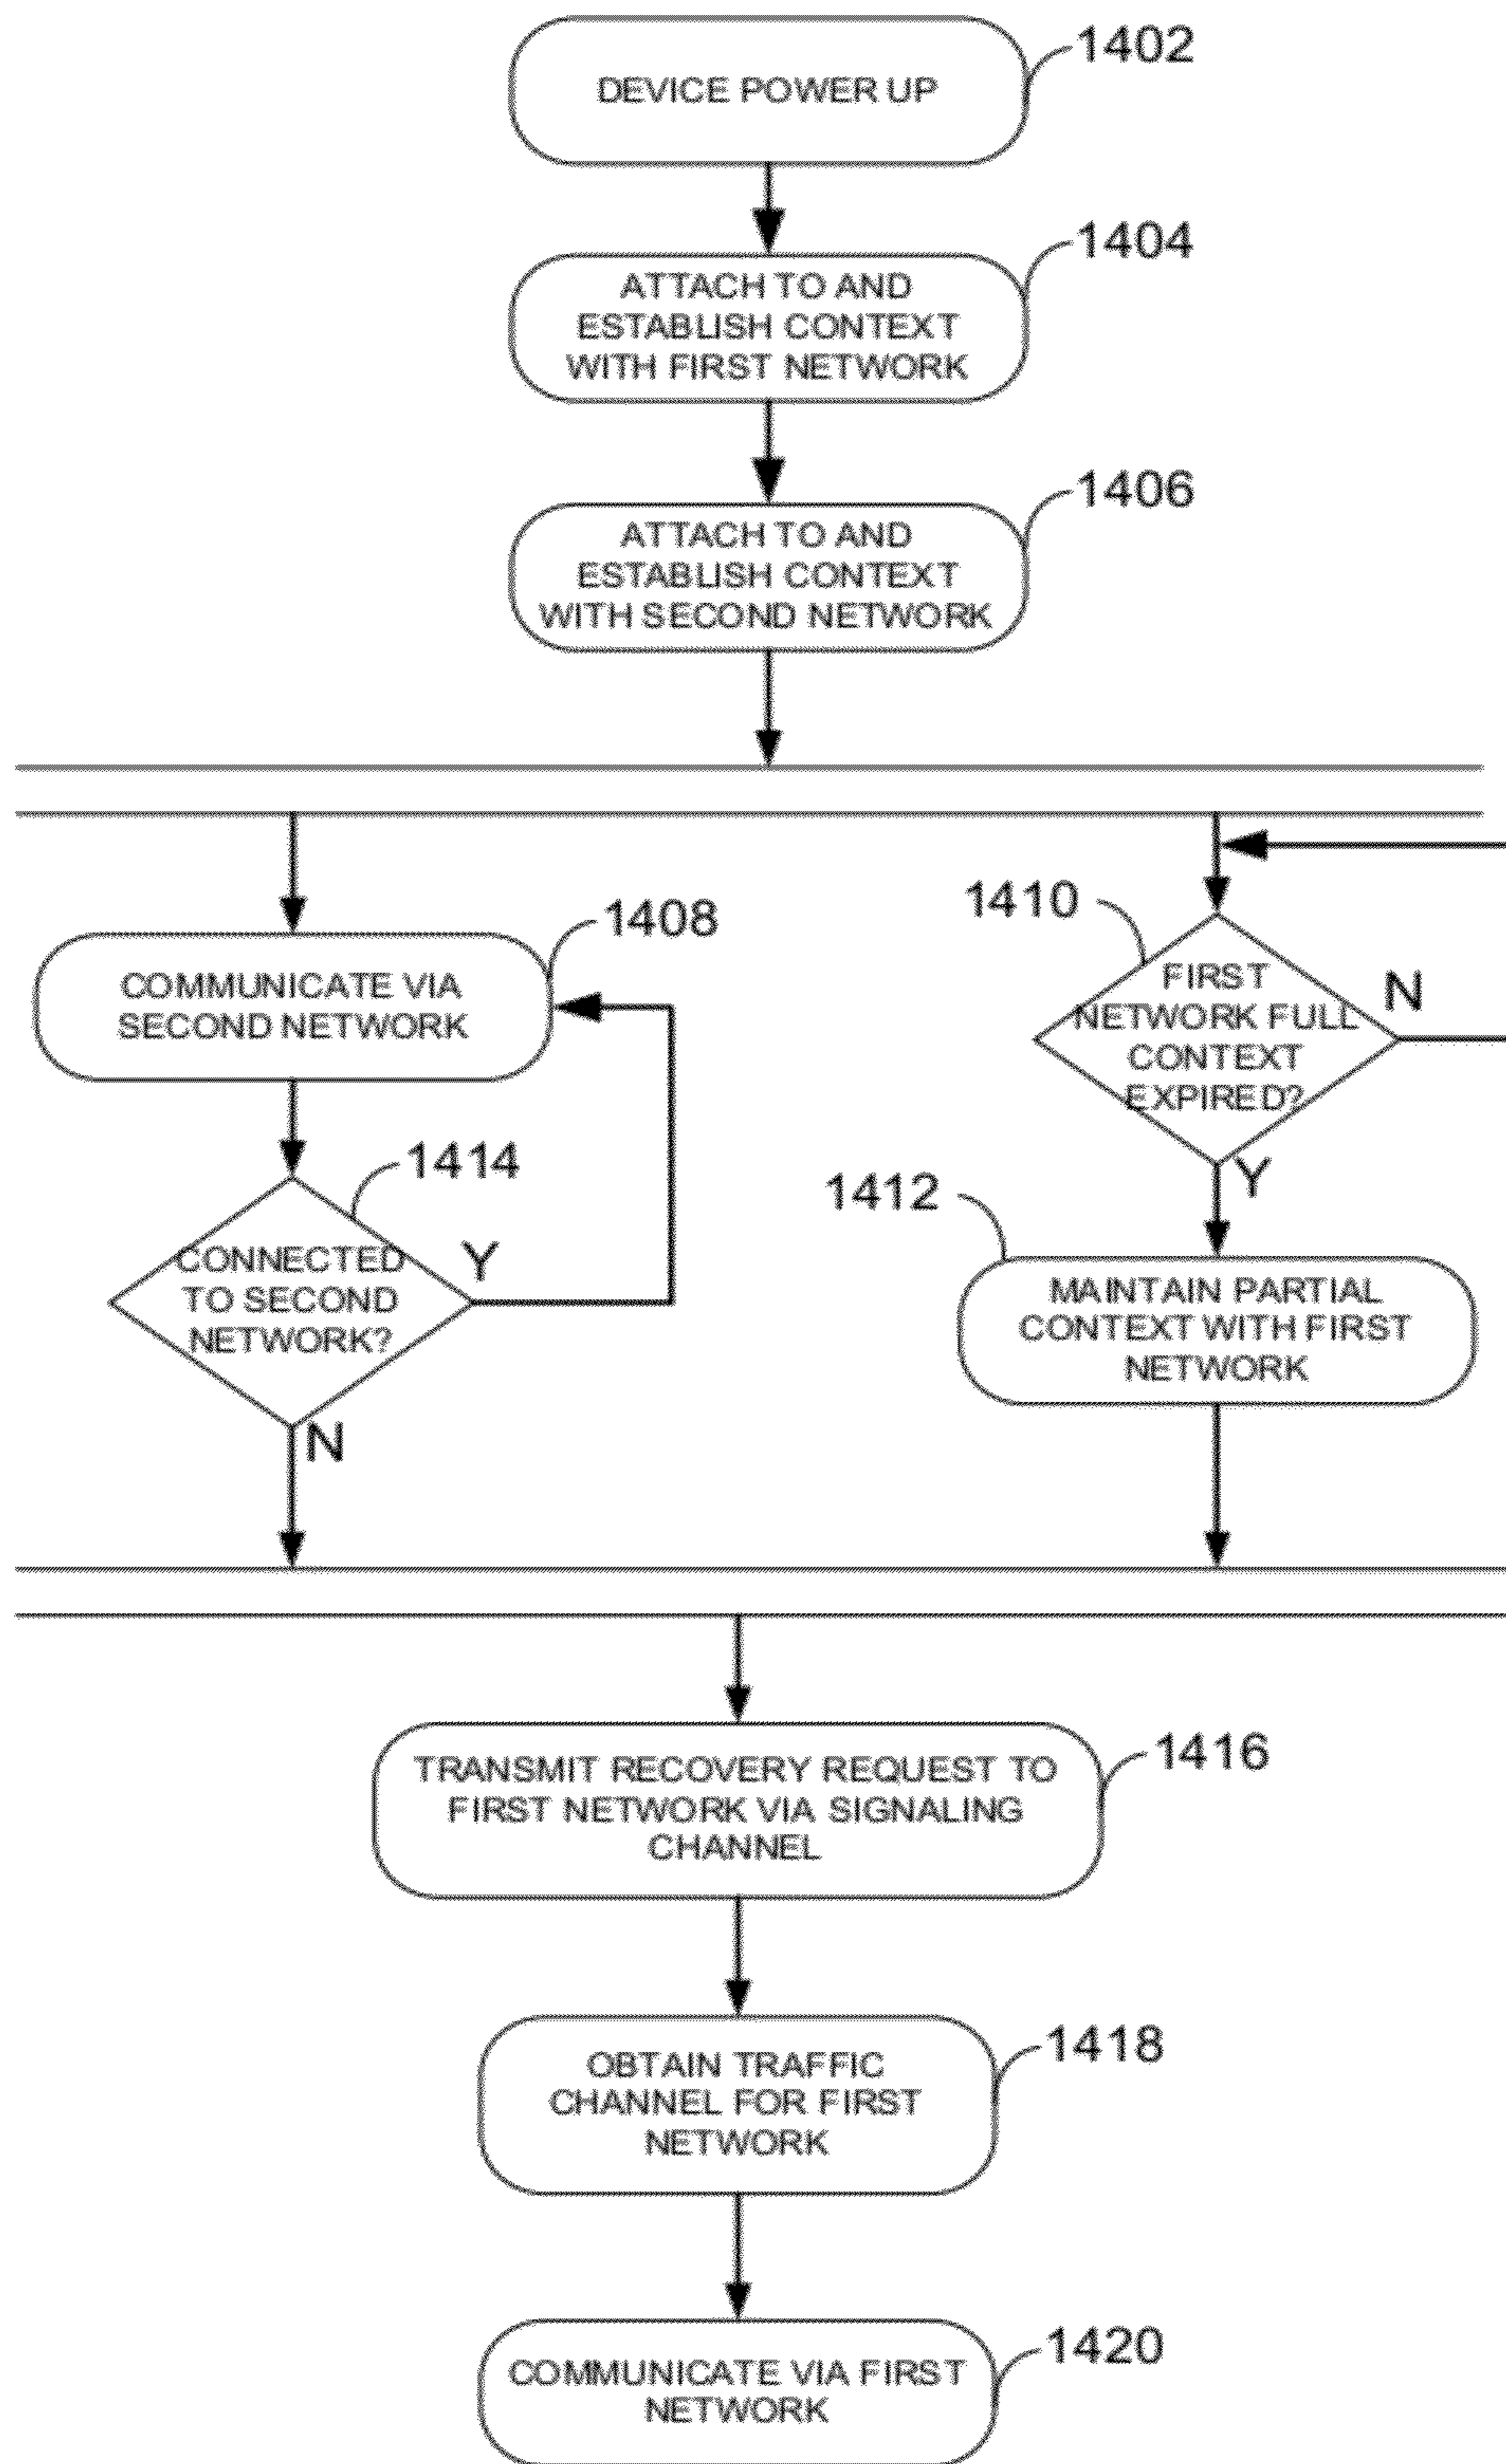 1402
DEVICE POWER UP
1404
ATTACH TO AND
ESTABLISH CONTEXT
WITH FIRST NETWORK
1406
ATTACH TO AND
ESTABLISH CONTEXT
WITH SECOND NETWORK
1408
COMMUNICATE VIA
SECOND NETWORK
1414
CONNECTED
TO SECOND
NETWORK?
Y
N
1410
FIRST
NETWORK FULL
CONTEXT
EXPIRED?
N
Y
1412
MAINTAIN PARTIAL
CONTEXT WITH FIRST
NETWORK
1416
TRANSMIT RECOVERY REQUEST TO
FIRST NETWORK VIA SIGNALING
CHANNEL
1418
OBTAIN TRAFFIC
CHANNEL FOR FIRST
NETWORK
1420
COMMUNICATE VIA FIRST
NETWORK